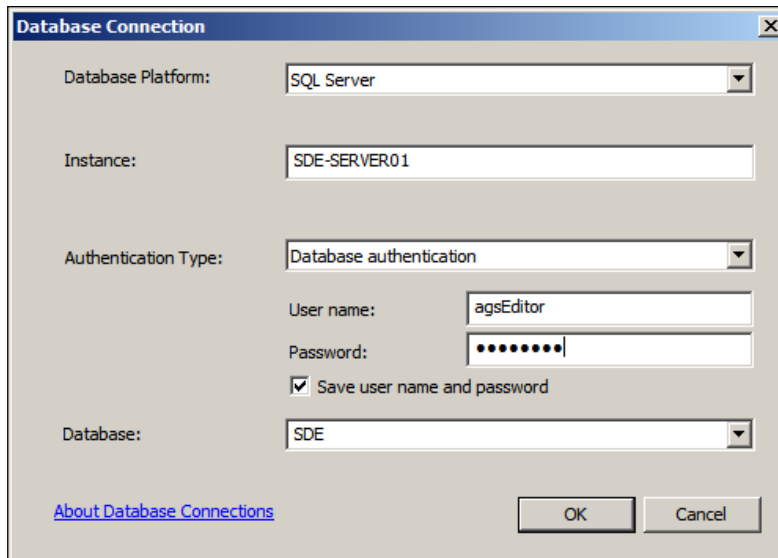 Database Connection
Database Platform:
SQL Server
Instance:
SDE-SERVER01
Authentication Type:
Database authentication
User name:
agsEditor
Password:
••••••••
Save user name and password
Database:
SDE
About Database Connections
OK
Cancel